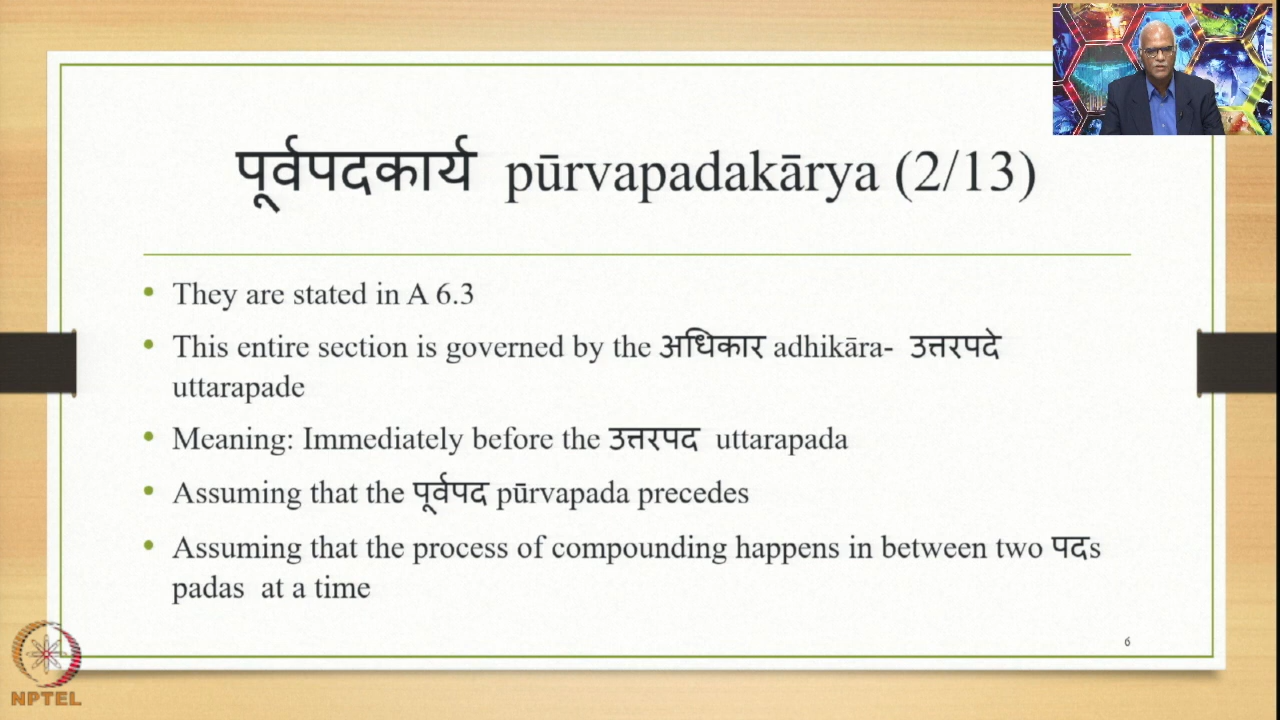 पूर्वपदकार्य pūrvapadakārya (2/13)
• They are stated in A 6.3
• This entire section is governed by the अधिकार adhikāra- उत्तरपदे
uttarapade
• Meaning: Immediately before the उत्तरपद uttarapada
• Assuming that the पूर्वपद pūrvapada precedes
• Assuming that the process of compounding happens in between two पदs
padas at a time
6
NPTEL